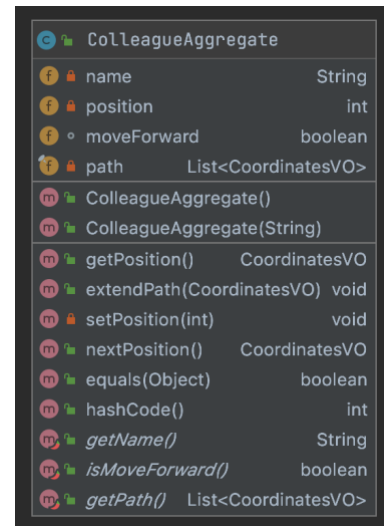 ColleagueAggregate
name String
position int
moveForward boolean
path List<CoordinatesVO>
ColleagueAggregate()
ColleagueAggregate(String)
getPosition() CoordinatesVO
extendPath(CoordinatesVO) void
setPosition(int) void
nextPosition() CoordinatesVO
equals(Object) boolean
hashCode() int
getName() String
isMoveForward() boolean
getPath() List<CoordinatesVO>